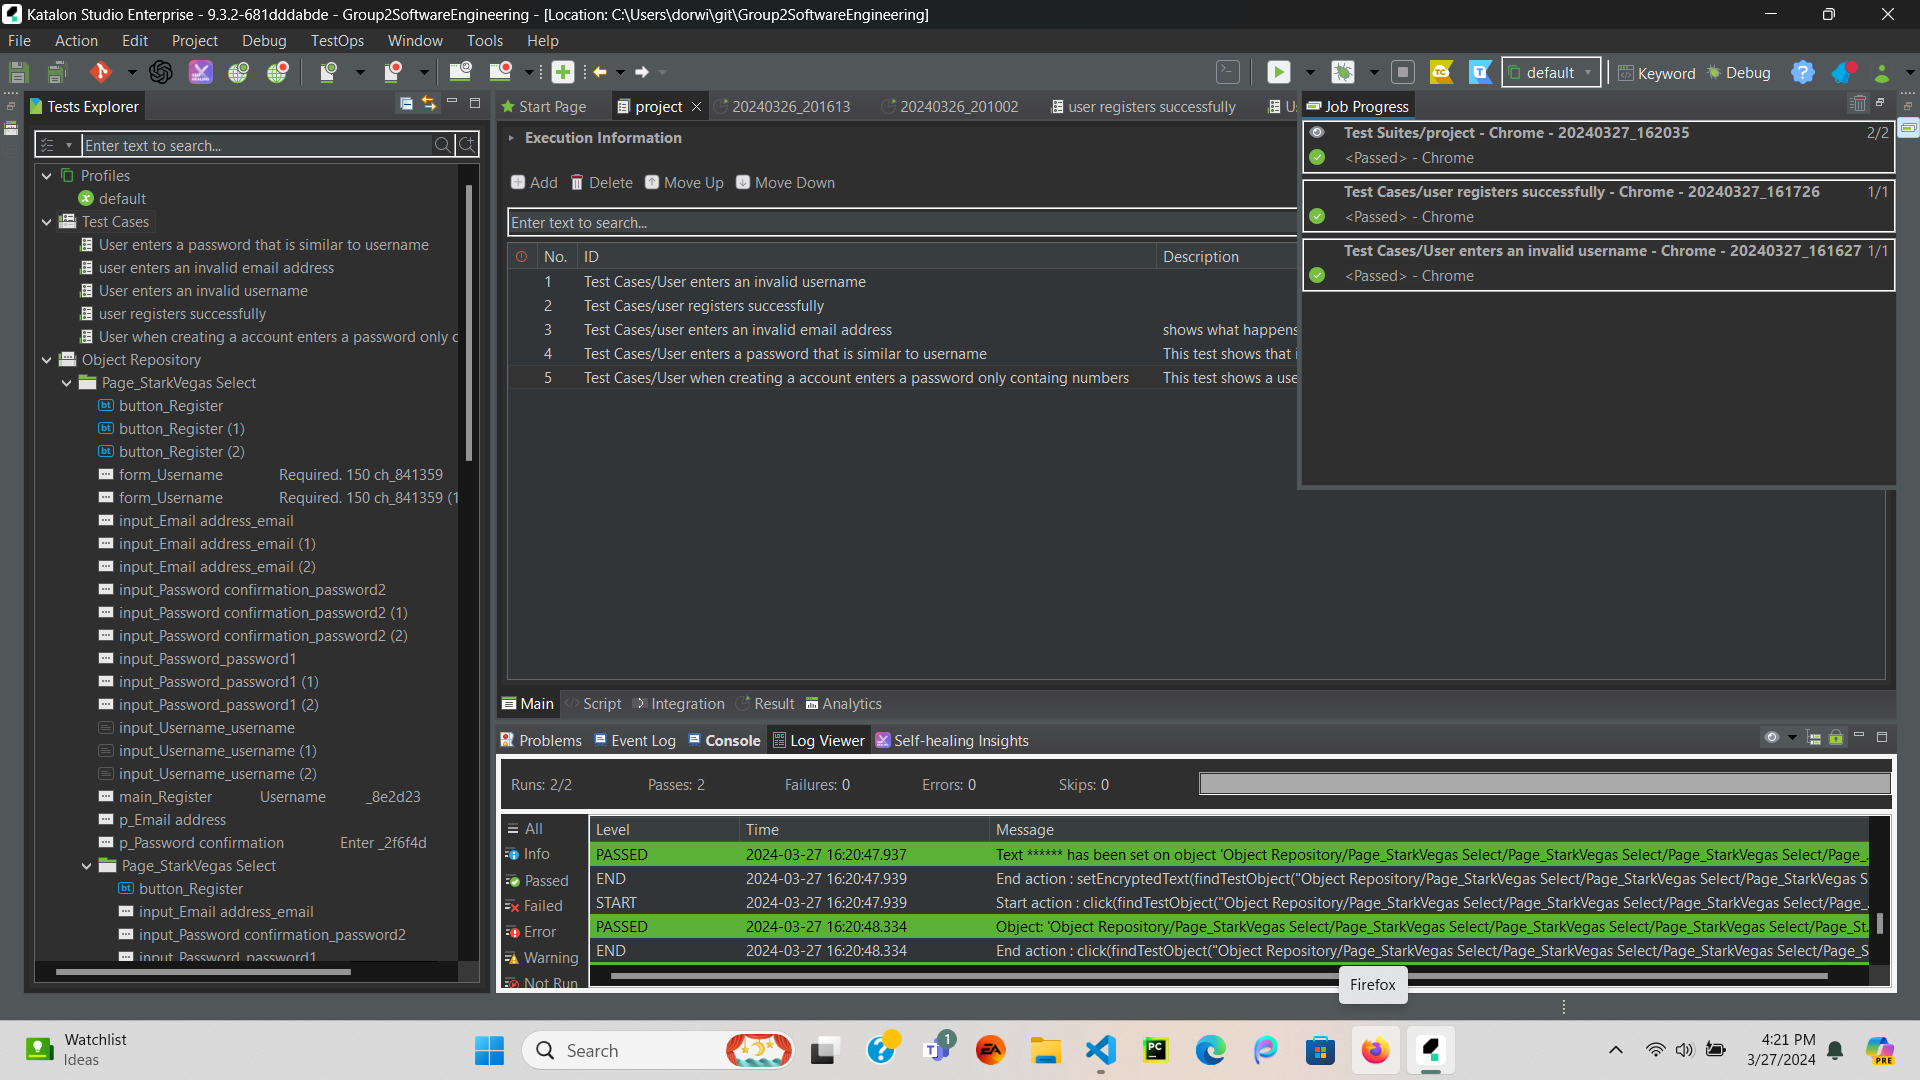 Katalon Studio Enterprise - 9.3.2-681dddabde - Group2SoftwareEngineering - [Location: C:\Users\dorwi\git\Group2SoftwareEngineering]
File Action Edit Project Debug TestOps Window Tools Help
default Keyword Debug
Tests Explorer
Enter text to search...
Profiles
default
Test Cases
User enters a password that is similar to username
user enters an invalid email address
User enters an invalid username
user registers successfully
User when creating a account enters a password only c
Object Repository
Page_StarkVegas Select
button_Register
button_Register (1)
button_Register (2)
form_Username Required. 150 ch_841359
form_Username Required. 150 ch_841359 (1
input_Email address_email
input_Email address_email (1)
input_Email address_email (2)
input_Password confirmation_password2
input_Password confirmation_password2 (1)
input_Password confirmation_password2 (2)
input_Password_password1
input_Password_password1 (1)
input_Password_password1 (2)
input_Username_username
input_Username_username (1)
input_Username_username (2)
main_Register Username _8e2d23
p_Email address
p_Password confirmation Enter _2f6f4d
Page_StarkVegas Select
button_Register
input_Email address_email
input_Password confirmation_password2
input_Password_password1
Start Page project 20240326_201613 20240326_201002 user registers successfully U
Execution Information
Add Delete Move Up Move Down
Enter text to search...
No. ID Description
1 Test Cases/User enters an invalid username
2 Test Cases/user registers successfully
3 Test Cases/user enters an invalid email address shows what happens
4 Test Cases/User enters a password that is similar to username This test shows that i
5 Test Cases/User when creating a account enters a password only containg numbers This test shows a use
Job Progress
Test Suites/project - Chrome - 20240327_162035 2/2
<Passed> - Chrome
Test Cases/user registers successfully - Chrome - 20240327_161726 1/1
<Passed> - Chrome
Test Cases/User enters an invalid username - Chrome - 20240327_161627 1/1
<Passed> - Chrome
Main Script Integration Result Analytics
Problems Event Log Console Log Viewer Self-healing Insights
Runs: 2/2 Passes: 2 Failures: 0 Errors: 0 Skips: 0
All
Info
Passed
Failed
Error
Warning
Not Run
Level Time Message
PASSED 2024-03-27 16:20:47.937 Text ****** has been set on object 'Object Repository/Page_StarkVegas Select/Page_StarkVegas Select/Page_StarkVegas Select/Page_.
END 2024-03-27 16:20:47.939 End action : setEncryptedText(findTestObject("Object Repository/Page_StarkVegas Select/Page_StarkVegas Select/Page_StarkVegas S
START 2024-03-27 16:20:47.939 Start action : click(findTestObject("Object Repository/Page_StarkVegas Select/Page_StarkVegas Select/Page_StarkVegas Select/Page_.
PASSED 2024-03-27 16:20:48.334 Object: 'Object Repository/Page_StarkVegas Select/Page_StarkVegas Select/Page_StarkVegas Select/Page_StarkVegas Select/Page_St.
END 2024-03-27 16:20:48.334 End action : click(findTestObject("Object Repository/Page_StarkVegas Select/Page_StarkVegas Select/Page_StarkVegas Select/Page_S
Firefox
Watchlist
Ideas
Search
1
4:21 PM
3/27/2024
PRE